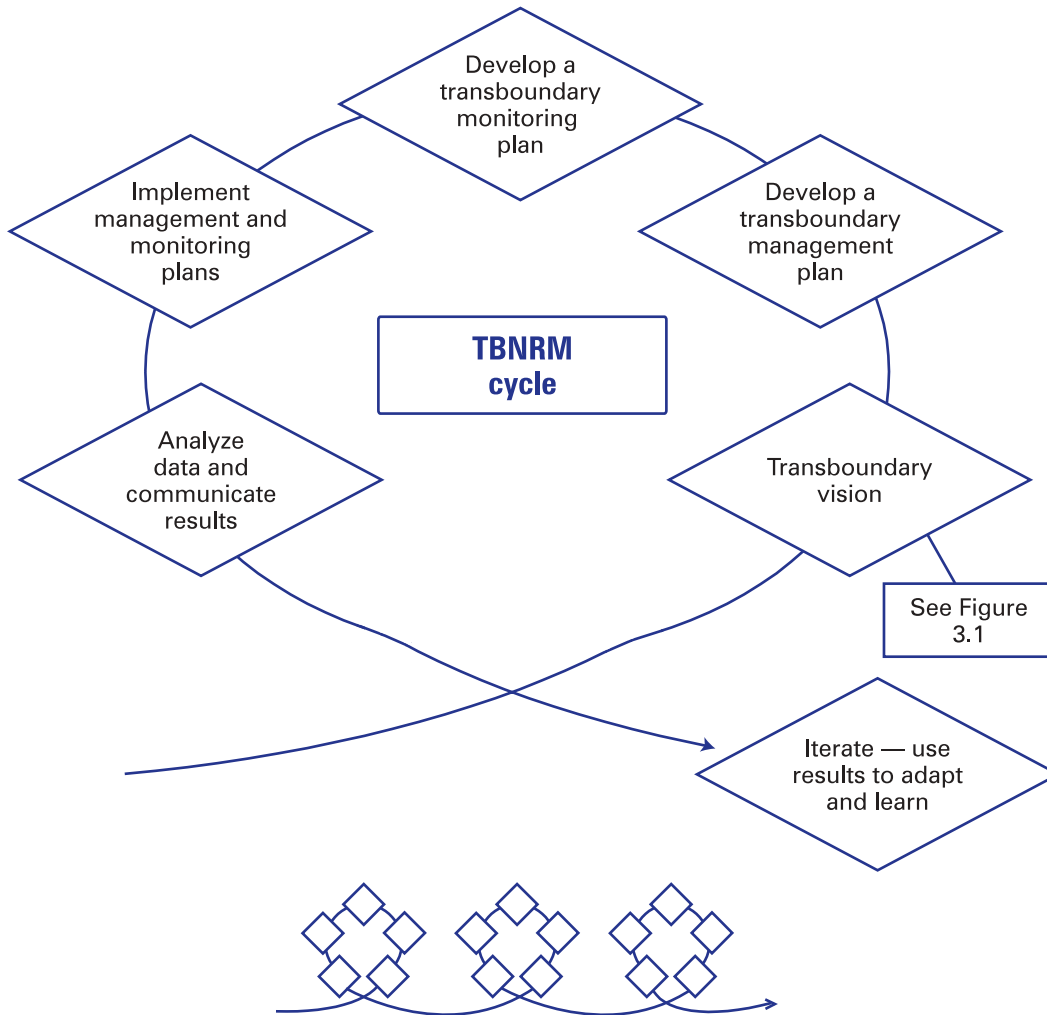 Develop a
transboundary
monitoring
plan
Implement
management and
monitoring
plans
Develop a
transboundary
management
plan
TBNRM
cycle
Analyze
data and
communicate
results
Transboundary
vision
See Figure
3.1
Iterate — use
results to adapt
and learn